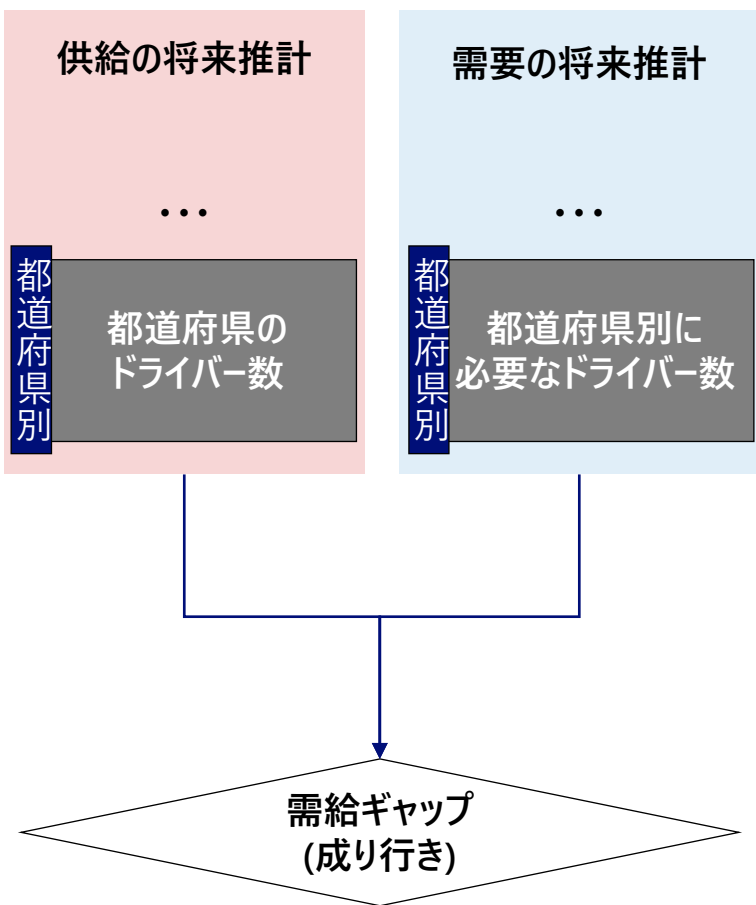 供給の将来推計
…
都道府県別
都道府県の
ドライバー数
需要の将来推計
…
都道府県別
都道府県別に
必要なドライバー数
需給ギャップ
(成り行き)